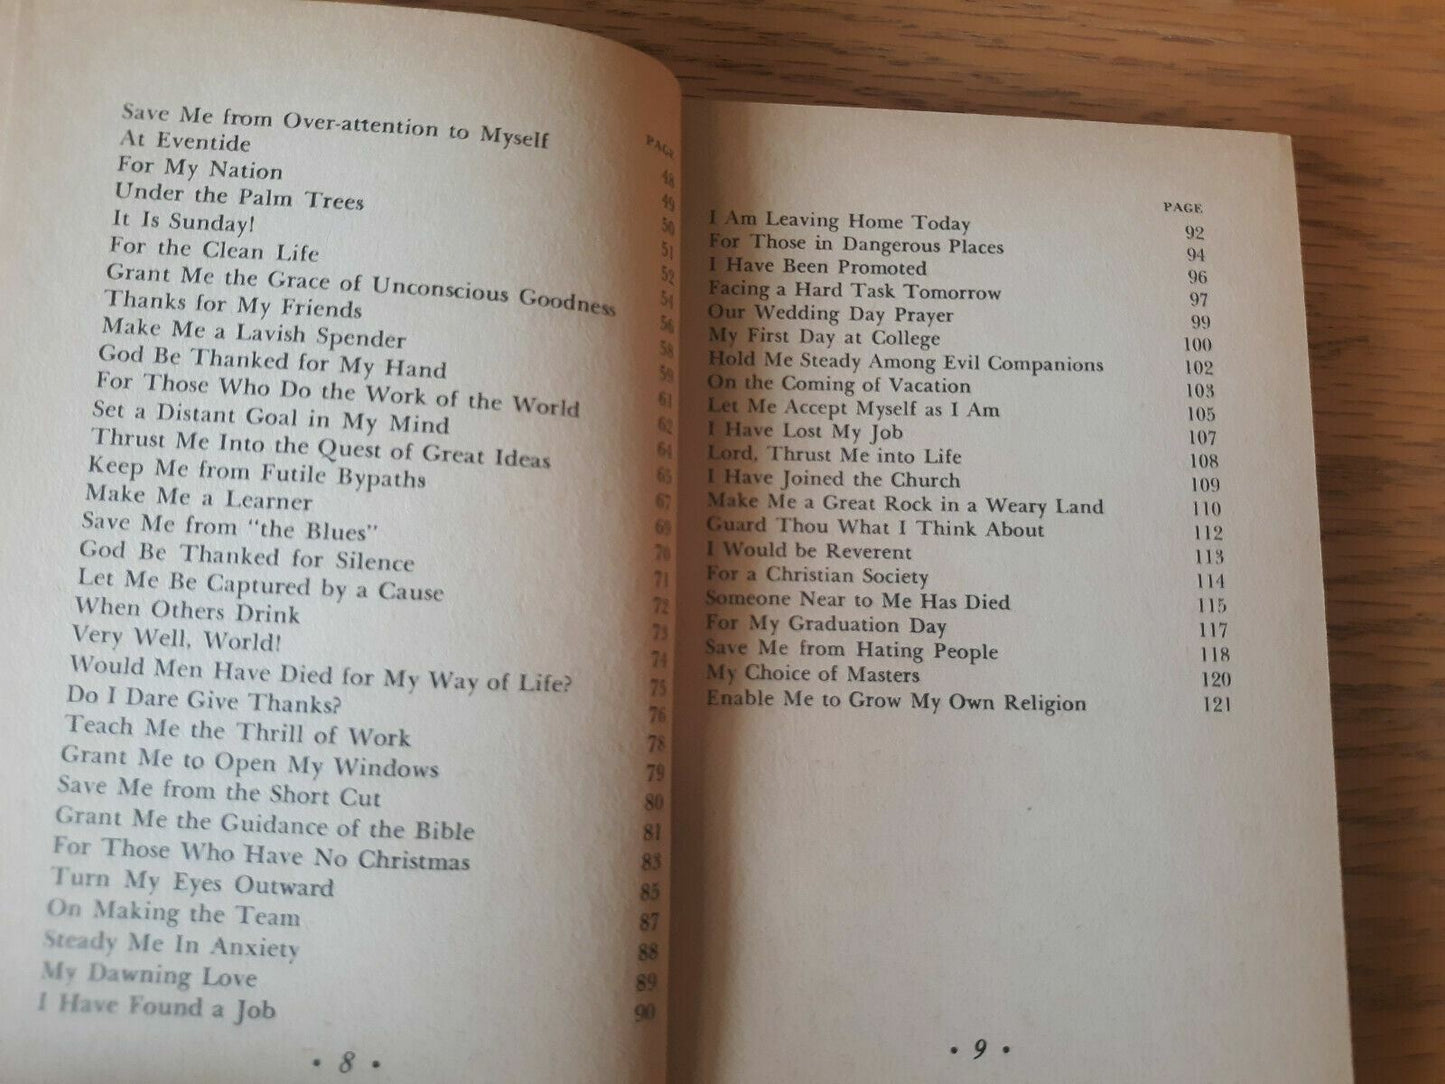 PAGE
Save Me from Over-attention to Myself 48
At Eventide 49
For My Nation 50
Under the Palm Trees 51
It Is Sunday! 52
For the Clean Life 54
Grant Me the Grace of Unconscious Goodness 56
Thanks for My Friends 58
Make Me a Lavish Spender 59
God Be Thanked for My Hand 61
For Those Who Do the Work of the World 62
Set a Distant Goal in My Mind 64
Thrust Me Into the Quest of Great Ideas 65
Keep Me from Futile Bypaths 67
Make Me a Learner 69
Save Me from "the Blues" 70
God Be Thanked for Silence 71
Let Me Be Captured by a Cause 72
When Others Drink 73
Very Well, World! 74
Would Men Have Died for My Way of Life? 75
Do I Dare Give Thanks? 76
Teach Me the Thrill of Work 78
Grant Me to Open My Windows 79
Save Me from the Short Cut 80
Grant Me the Guidance of the Bible 81
For Those Who Have No Christmas 83
Turn My Eyes Outward 85
On Making the Team 87
Steady Me In Anxiety 88
My Dawning Love 89
I Have Found a Job 90
• 8 •
PAGE
I Am Leaving Home Today 92
For Those in Dangerous Places 94
I Have Been Promoted 96
Facing a Hard Task Tomorrow 97
Our Wedding Day Prayer 99
My First Day at College 100
Hold Me Steady Among Evil Companions 102
On the Coming of Vacation 103
Let Me Accept Myself as I Am 105
I Have Lost My Job 107
Lord, Thrust Me into Life 108
I Have Joined the Church 109
Make Me a Great Rock in a Weary Land 110
Guard Thou What I Think About 112
I Would be Reverent 113
For a Christian Society 114
Someone Near to Me Has Died 115
For My Graduation Day 117
Save Me from Hating People 118
My Choice of Masters 120
Enable Me to Grow My Own Religion 121
• 9 •